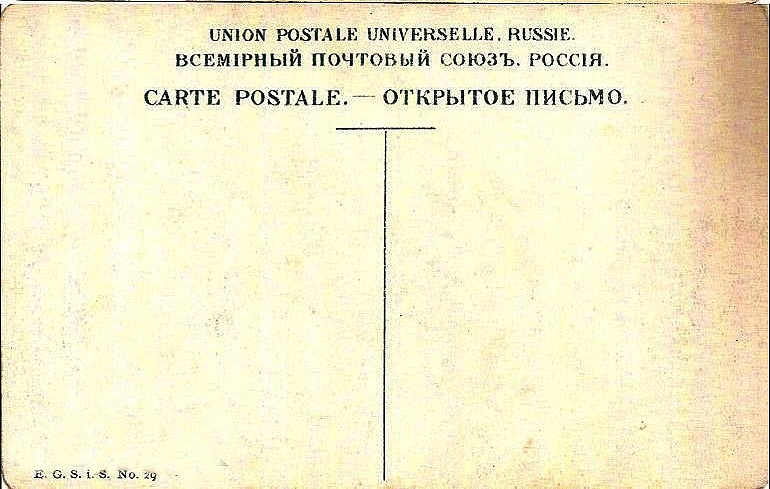 UNION POSTALE UNIVERSELLE. RUSSIE.
ВСЕМІРНЫЙ ПОЧТОВЫЙ СОЮЗЪ. РОССІЯ.
CARTE POSTALE. — ОТКРЫТОЕ ПИСЬМО.
E. G. S. i. S. No. 29